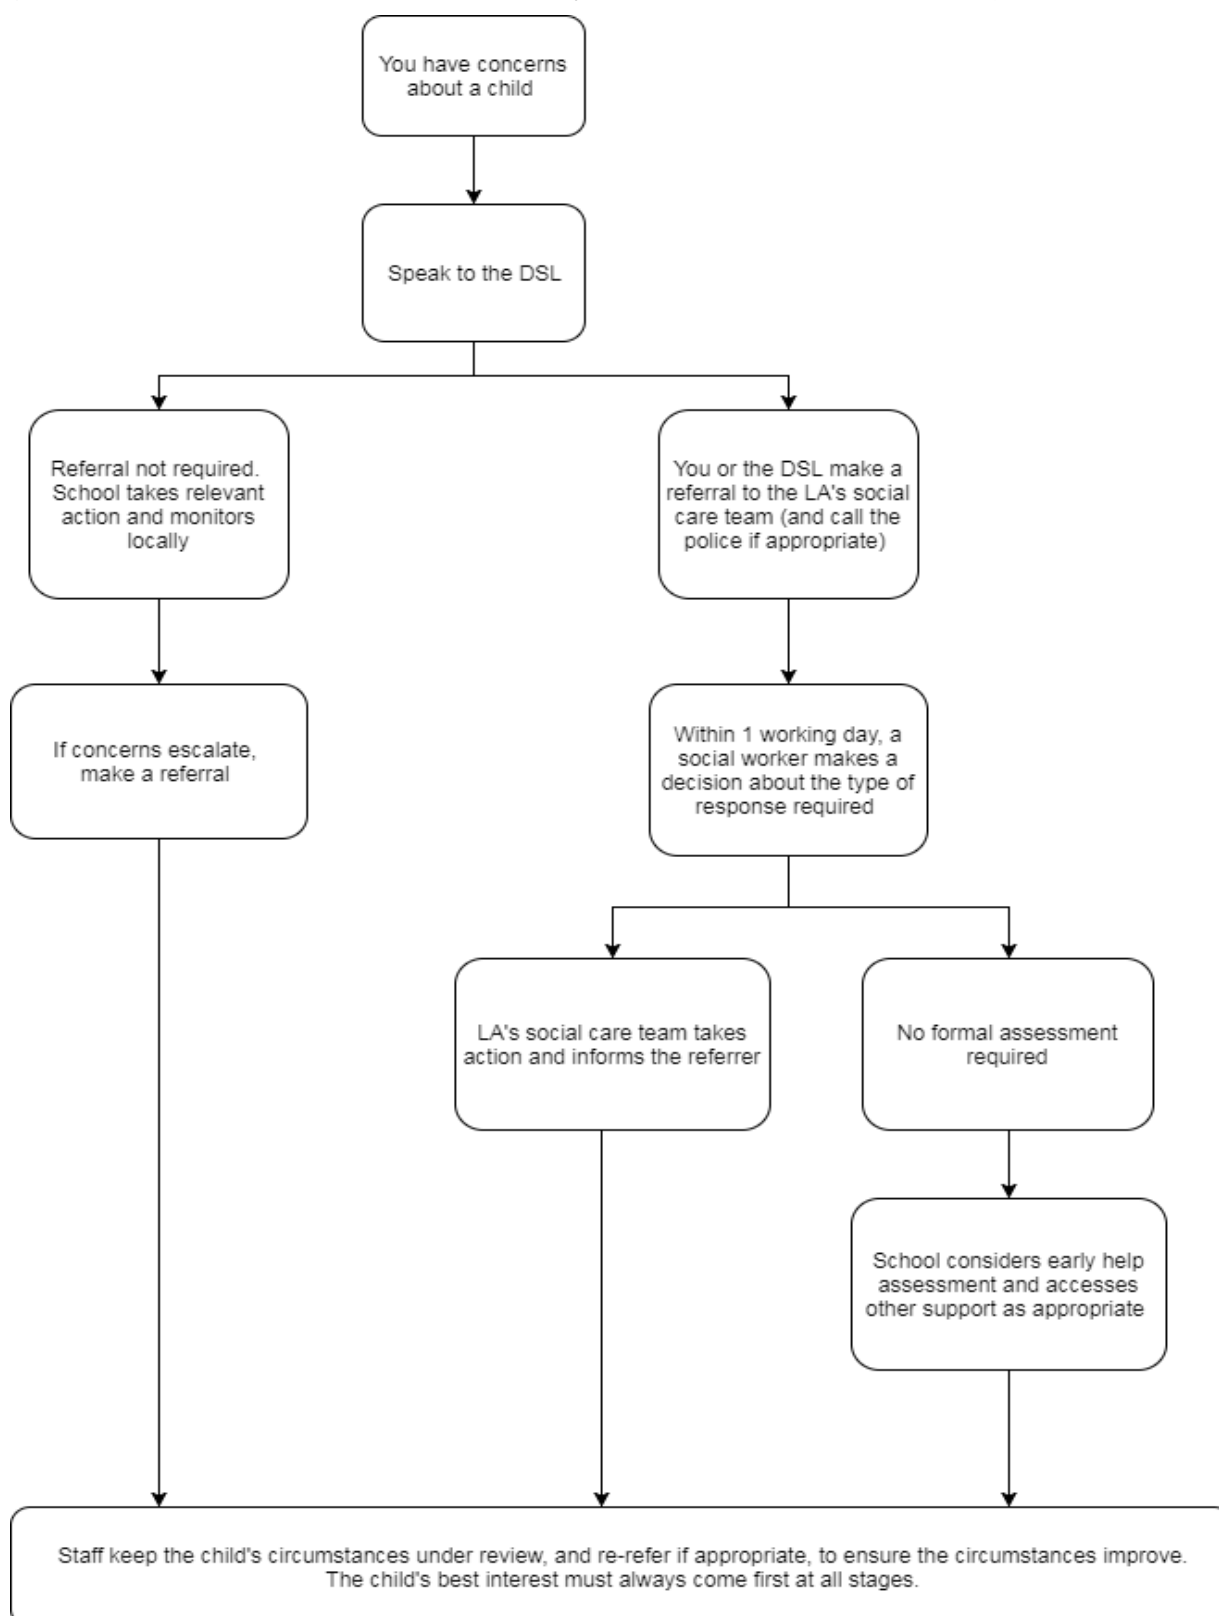 You have concerns
about a child
Speak to the DSL
Referral not required.
School takes relevant
action and monitors
locally
You or the DSL make a
referral to the LA's social
care team (and call the
police if appropriate)
If concerns escalate,
make a referral
Within 1 working day, a
social worker makes a
decision about the type of
response required
LA's social care team takes
action and informs the referrer
No formal assessment
required
School considers early help
assessment and accesses
other support as appropriate
Staff keep the child's circumstances under review, and re-refer if appropriate, to ensure the circumstances improve.
The child's best interest must always come first at all stages.